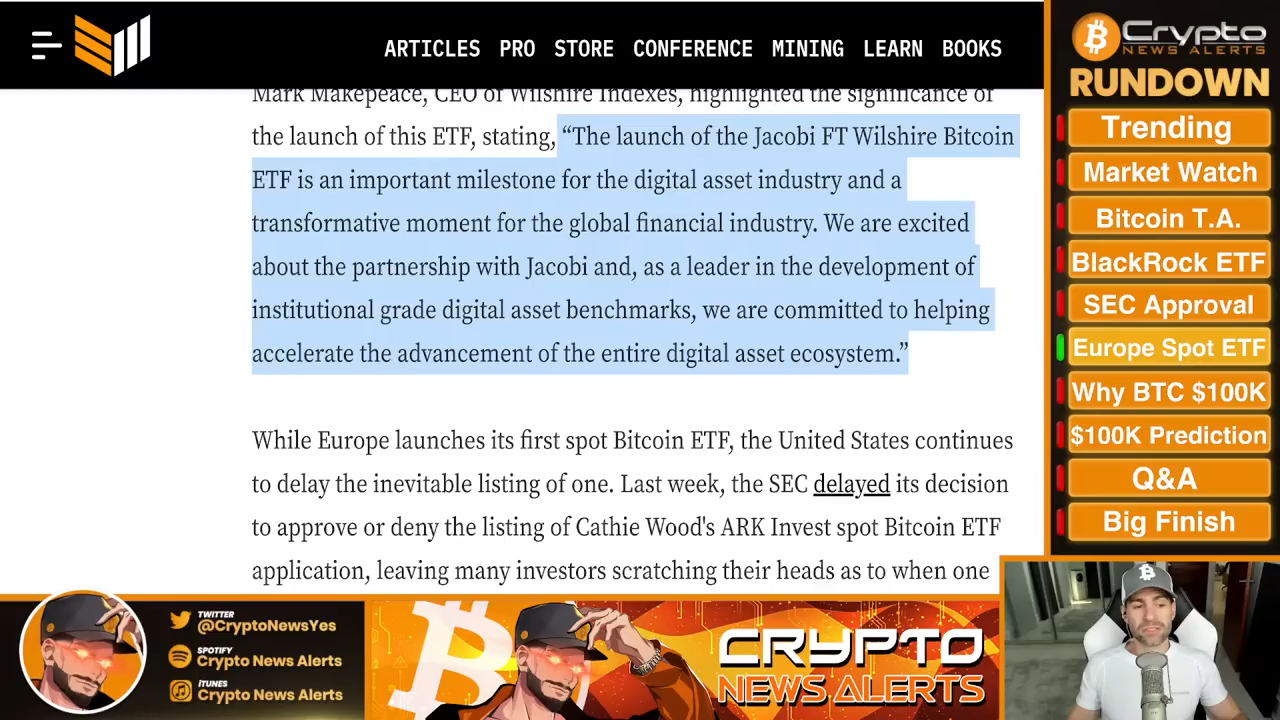 ARTICLES PRO STORE CONFERENCE MINING LEARN BOOKS
Mark Makepeace, CEO of Wilshire Indexes, highlighted the significance of
the launch of this ETF, stating, “The launch of the Jacobi FT Wilshire Bitcoin
ETF is an important milestone for the digital asset industry and a
transformative moment for the global financial industry. We are excited
about the partnership with Jacobi and, as a leader in the development of
institutional grade digital asset benchmarks, we are committed to helping
accelerate the advancement of the entire digital asset ecosystem.”
While Europe launches its first spot Bitcoin ETF, the United States continues
to delay the inevitable listing of one. Last week, the SEC delayed its decision
to approve or deny the listing of Cathie Wood's ARK Invest spot Bitcoin ETF
application, leaving many investors scratching their heads as to when one
Crypto
NEWS ALERTS
RUNDOWN
Trending
Market Watch
Bitcoin T.A.
BlackRock ETF
SEC Approval
Europe Spot ETF
Why BTC $100K
$100K Prediction
Q&A
Big Finish
TWITTER
@CryptoNewsYes
SPOTIFY
Crypto News Alerts
iTUNES
Crypto News Alerts
CRYPTO
NEWS ALERTS